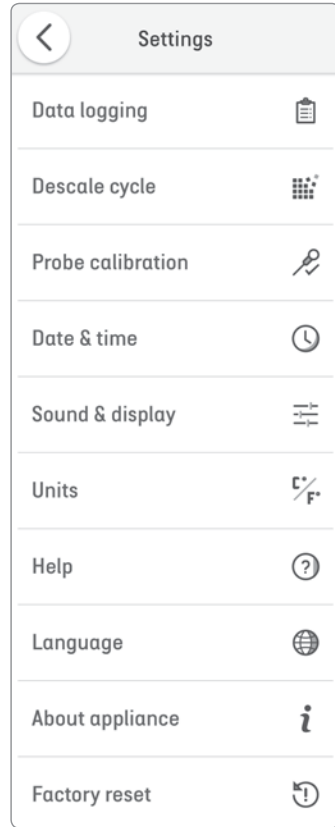 Settings
Data logging
Descale cycle
Probe calibration
Date & time
Sound & display
Units C°/F°
Help ?
Language
About appliance i
Factory reset !